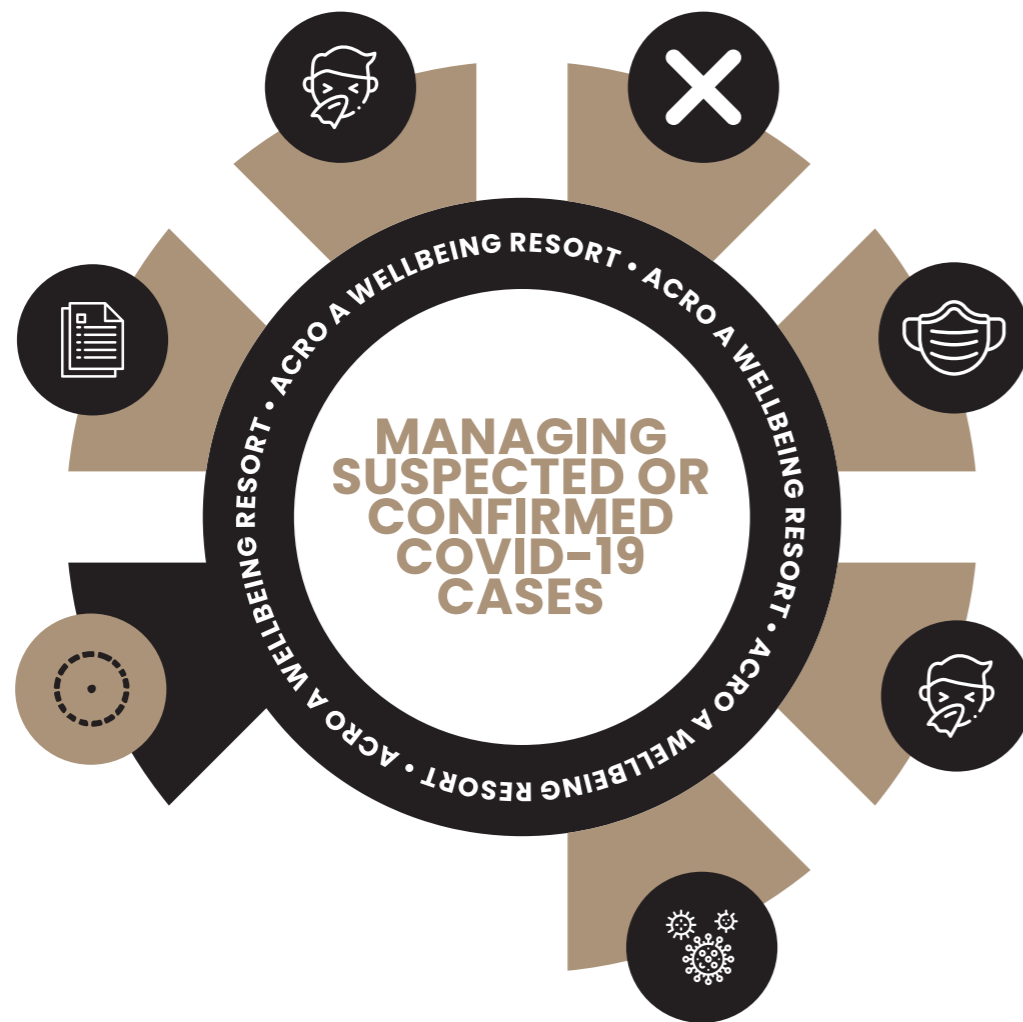 MANAGING
SUSPECTED OR
CONFIRMED
COVID-19
CASES
ACRO A WELLBEING RESORT • ACRO A WELLBEING RESORT • ACRO A WELLBEING RESORT • ACRO A WELLBEING RESORT •